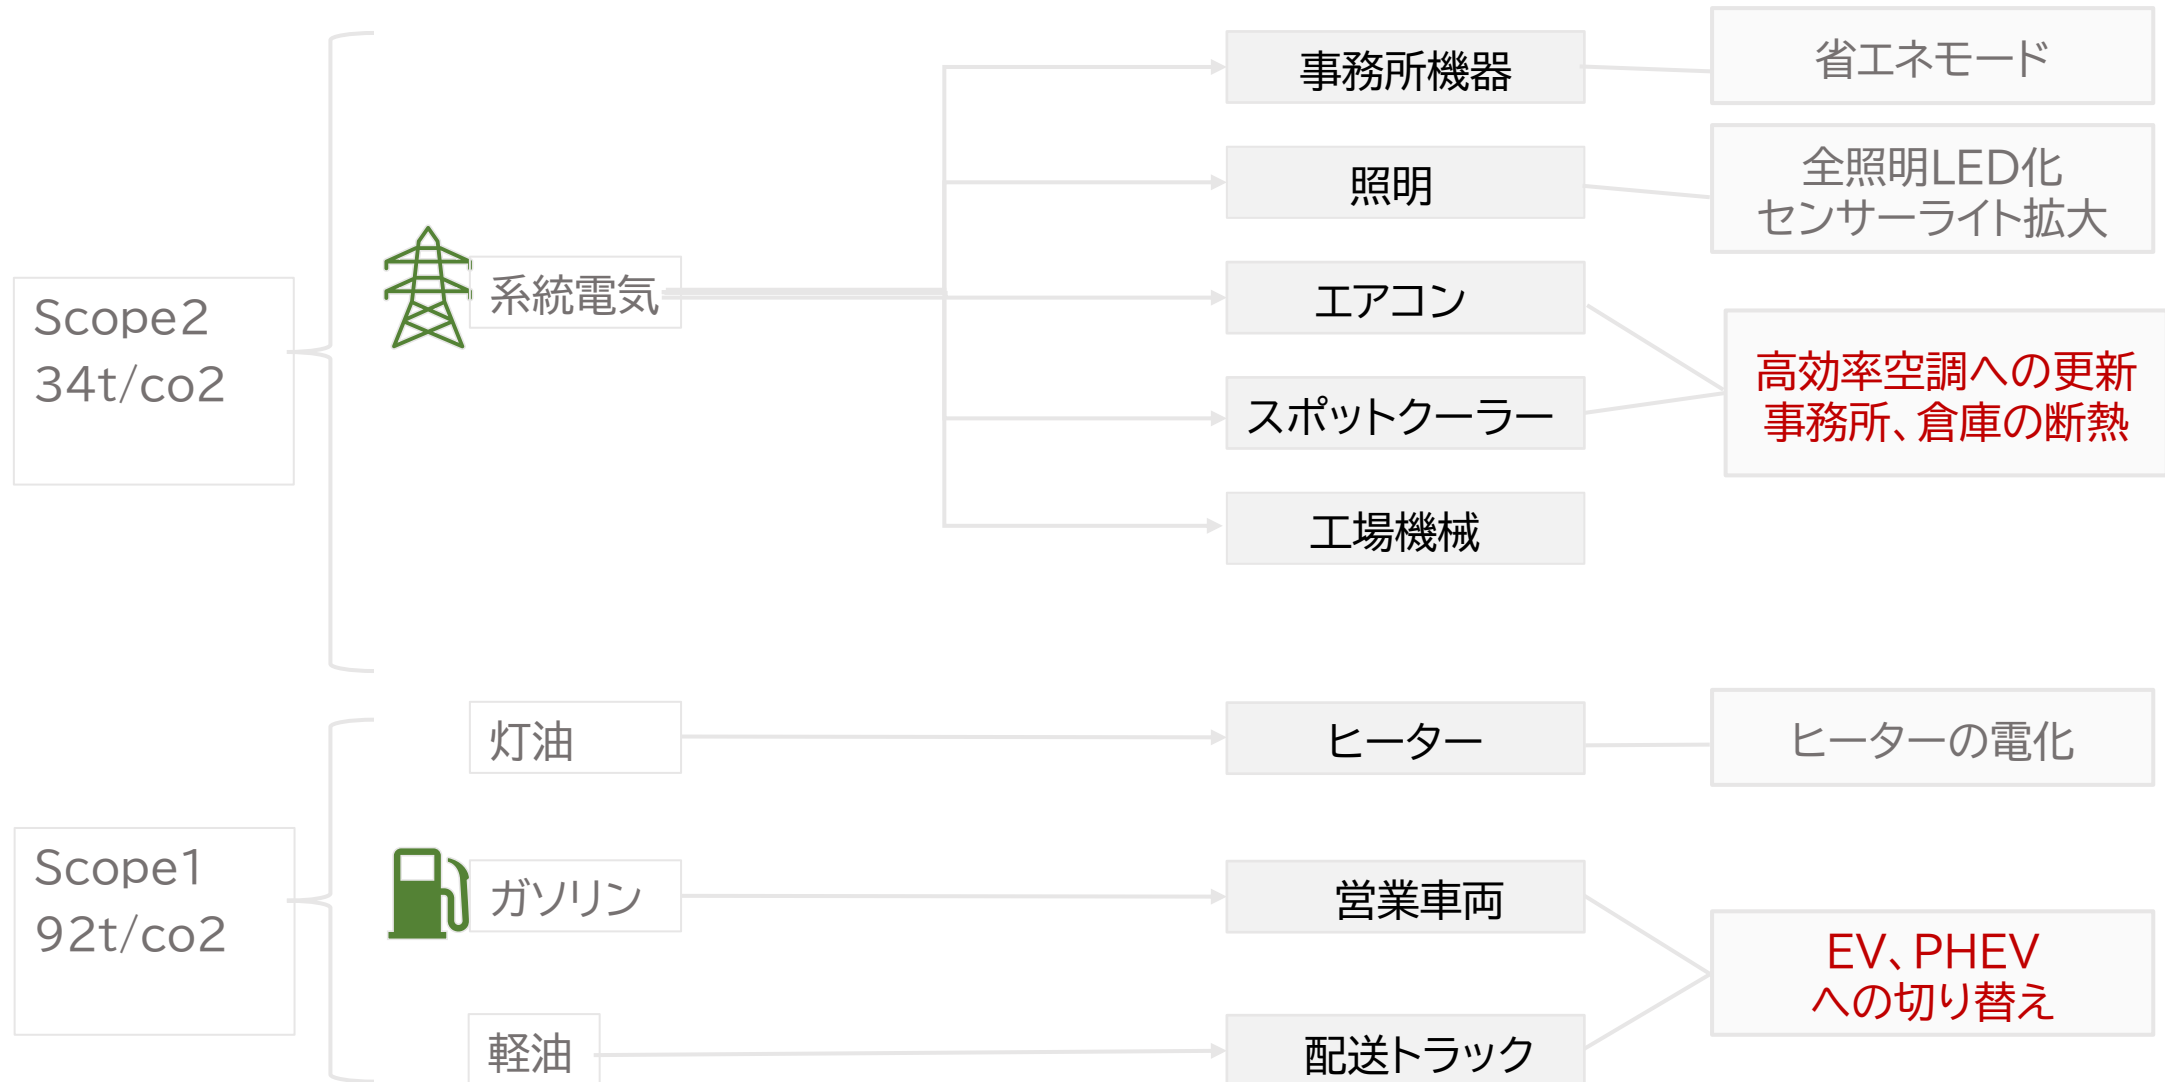 事務所機器
省エネモード
照明
全照明LED化
センサーライト拡大
Scope2
34t/co2
系統電気
エアコン
スポットクーラー
高効率空調への更新
事務所、倉庫の断熱
工場機械
灯油
ヒーター
ヒーターの電化
Scope1
92t/co2
ガソリン
営業車両
EV、PHEV
への切り替え
軽油
配送トラック